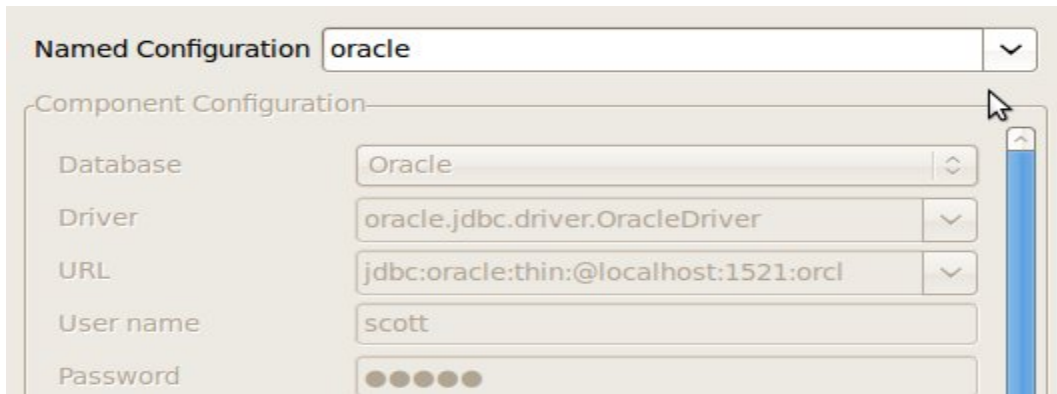 Named Configuration oracle
Component Configuration
Database Oracle
Driver oracle.jdbc.driver.OracleDriver
URL jdbc:oracle:thin:@localhost:1521:orcl
User name scott
Password ●●●●●